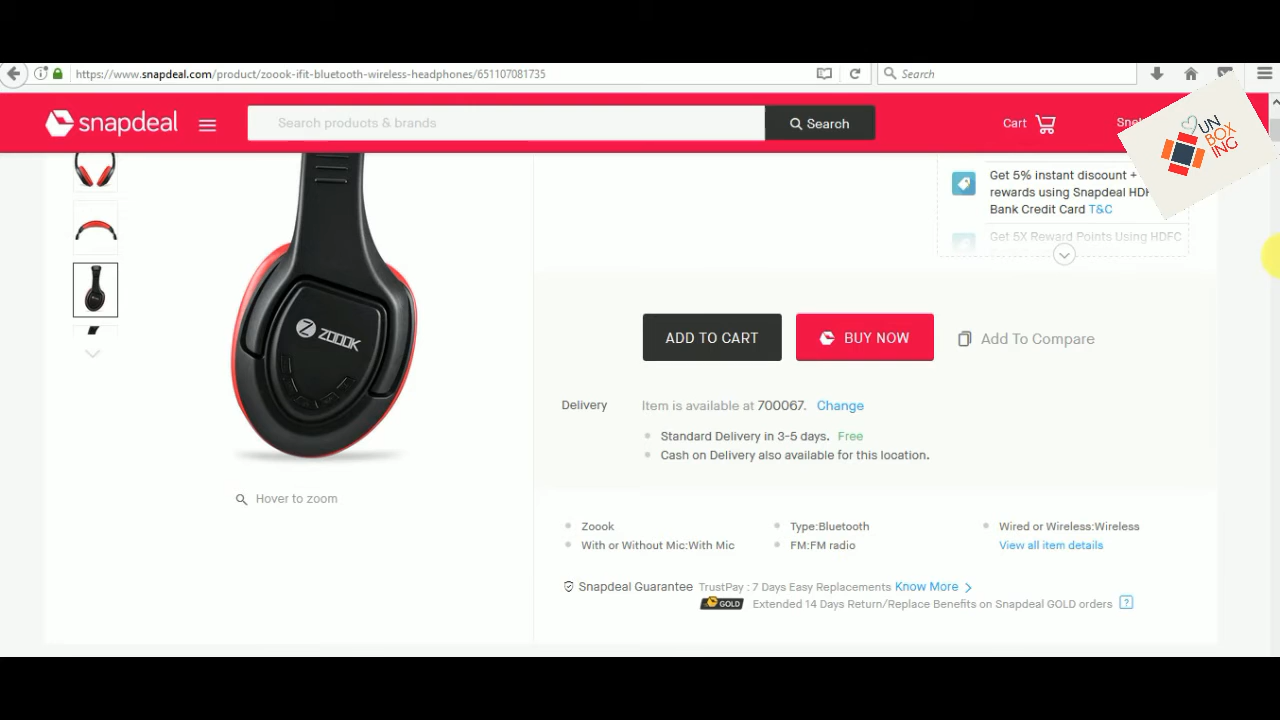 https://www.snapdeal.com/product/zoook-ifit-bluetooth-wireless-headphones/651107081735
Search
snapdeal
Search products & brands
Search
Cart
UN
BOX
ING
Get 5% instant discount +
rewards using Snapdeal
Bank Credit Card T&C
Get 5X Reward Points Using HDFC
Z ZOOOK
ADD TO CART
BUY NOW
Add To Compare
Delivery
Item is available at 700067. Change
Standard Delivery in 3-5 days. Free
Cash on Delivery also available for this location.
Hover to zoom
Zoook
Type:Bluetooth
Wired or Wireless:Wireless
With or Without Mic:With Mic
FM:FM radio
View all item details
Snapdeal Guarantee TrustPay : 7 Days Easy Replacements Know More
GOLD Extended 14 Days Return/Replace Benefits on Snapdeal GOLD orders ?